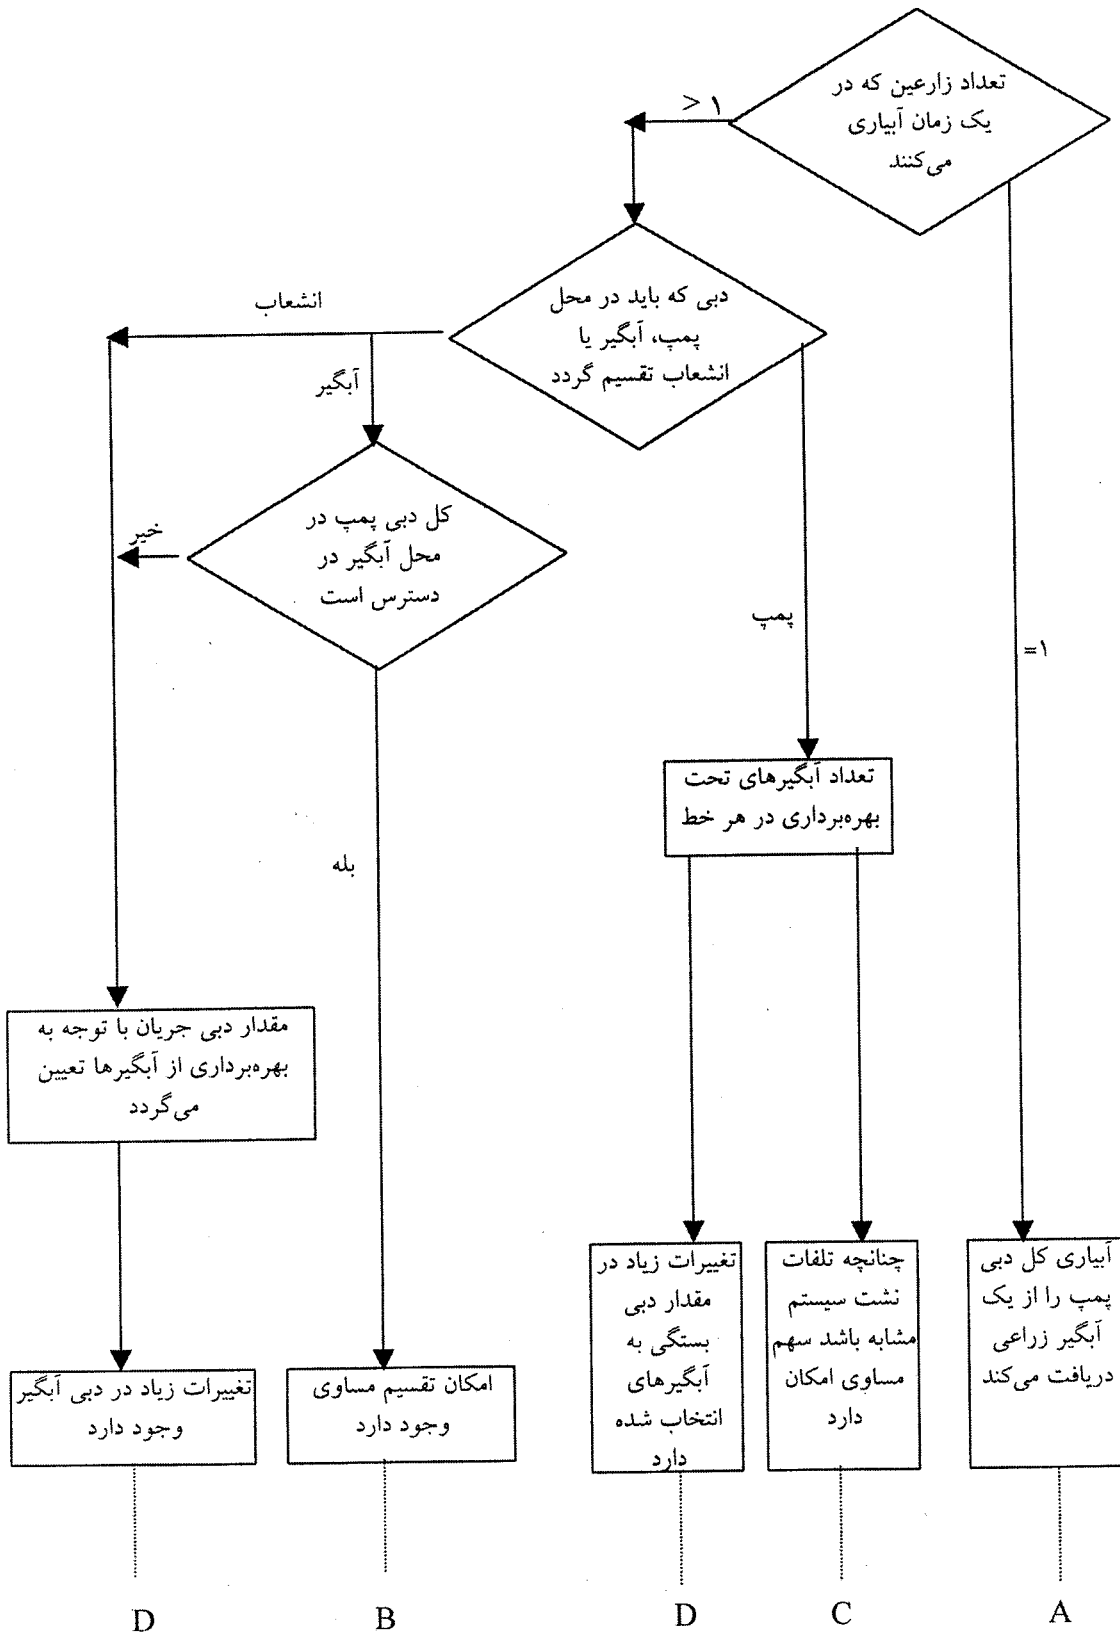 تعداد زارعین که در
یک زمان آبیاری
می‌کنند
> ۱
دبی که باید در محل
پمپ، آبگیر یا
انشعاب تقسیم گردد
انشعاب
آبگیر
کل دبی پمپ در
محل آبگیر در
دسترس است
خیر
پمپ
=۱
تعداد آبگیرهای تحت
بهره‌برداری در هر خط
بله
مقدار دبی جریان با توجه به
بهره‌برداری از آبگیرها تعیین
می‌گردد
آبیاری کل دبی
پمپ را از یک
آبگیر زراعی
دریافت می‌کند
چنانچه تلفات
نشت سیستم
مشابه باشد سهم
مساوی امکان
دارد
تغییرات زیاد در
مقدار دبی
بستگی به
آبگیرهای
انتخاب شده
دارد
امکان تقسیم مساوی
وجود دارد
تغییرات زیاد در دبی آبگیر
وجود دارد
A
C
D
B
D